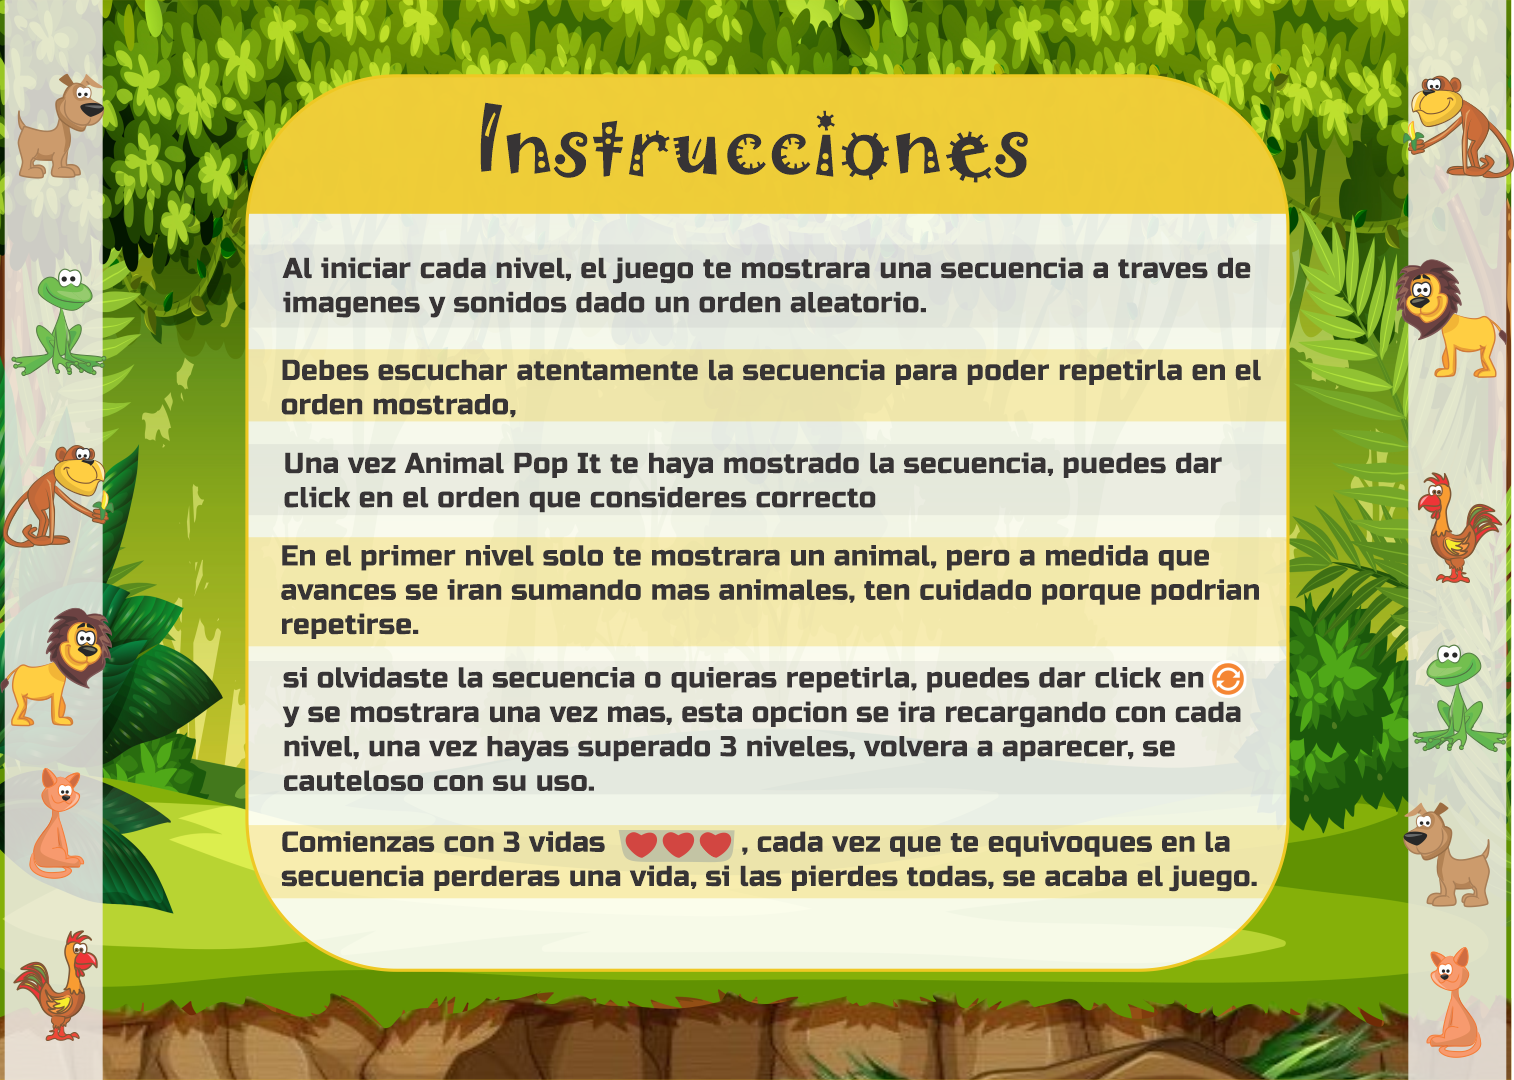 Instrucciones
Al iniciar cada nivel, el juego te mostrara una secuencia a traves de
imagenes y sonidos dado un orden aleatorio.
Debes escuchar atentamente la secuencia para poder repetirla en el
orden mostrado,
Una vez Animal Pop It te haya mostrado la secuencia, puedes dar
click en el orden que consideres correcto
En el primer nivel solo te mostrara un animal, pero a medida que
avances se iran sumando mas animales, ten cuidado porque podrian
repetirse.
si olvidaste la secuencia o quieras repetirla, puedes dar click en
y se mostrara una vez mas, esta opcion se ira recargando con cada
nivel, una vez hayas superado 3 niveles, volvera a aparecer, se
cauteloso con su uso.
Comienzas con 3 vidas , cada vez que te equivoques en la
secuencia perderas una vida, si las pierdes todas, se acaba el juego.